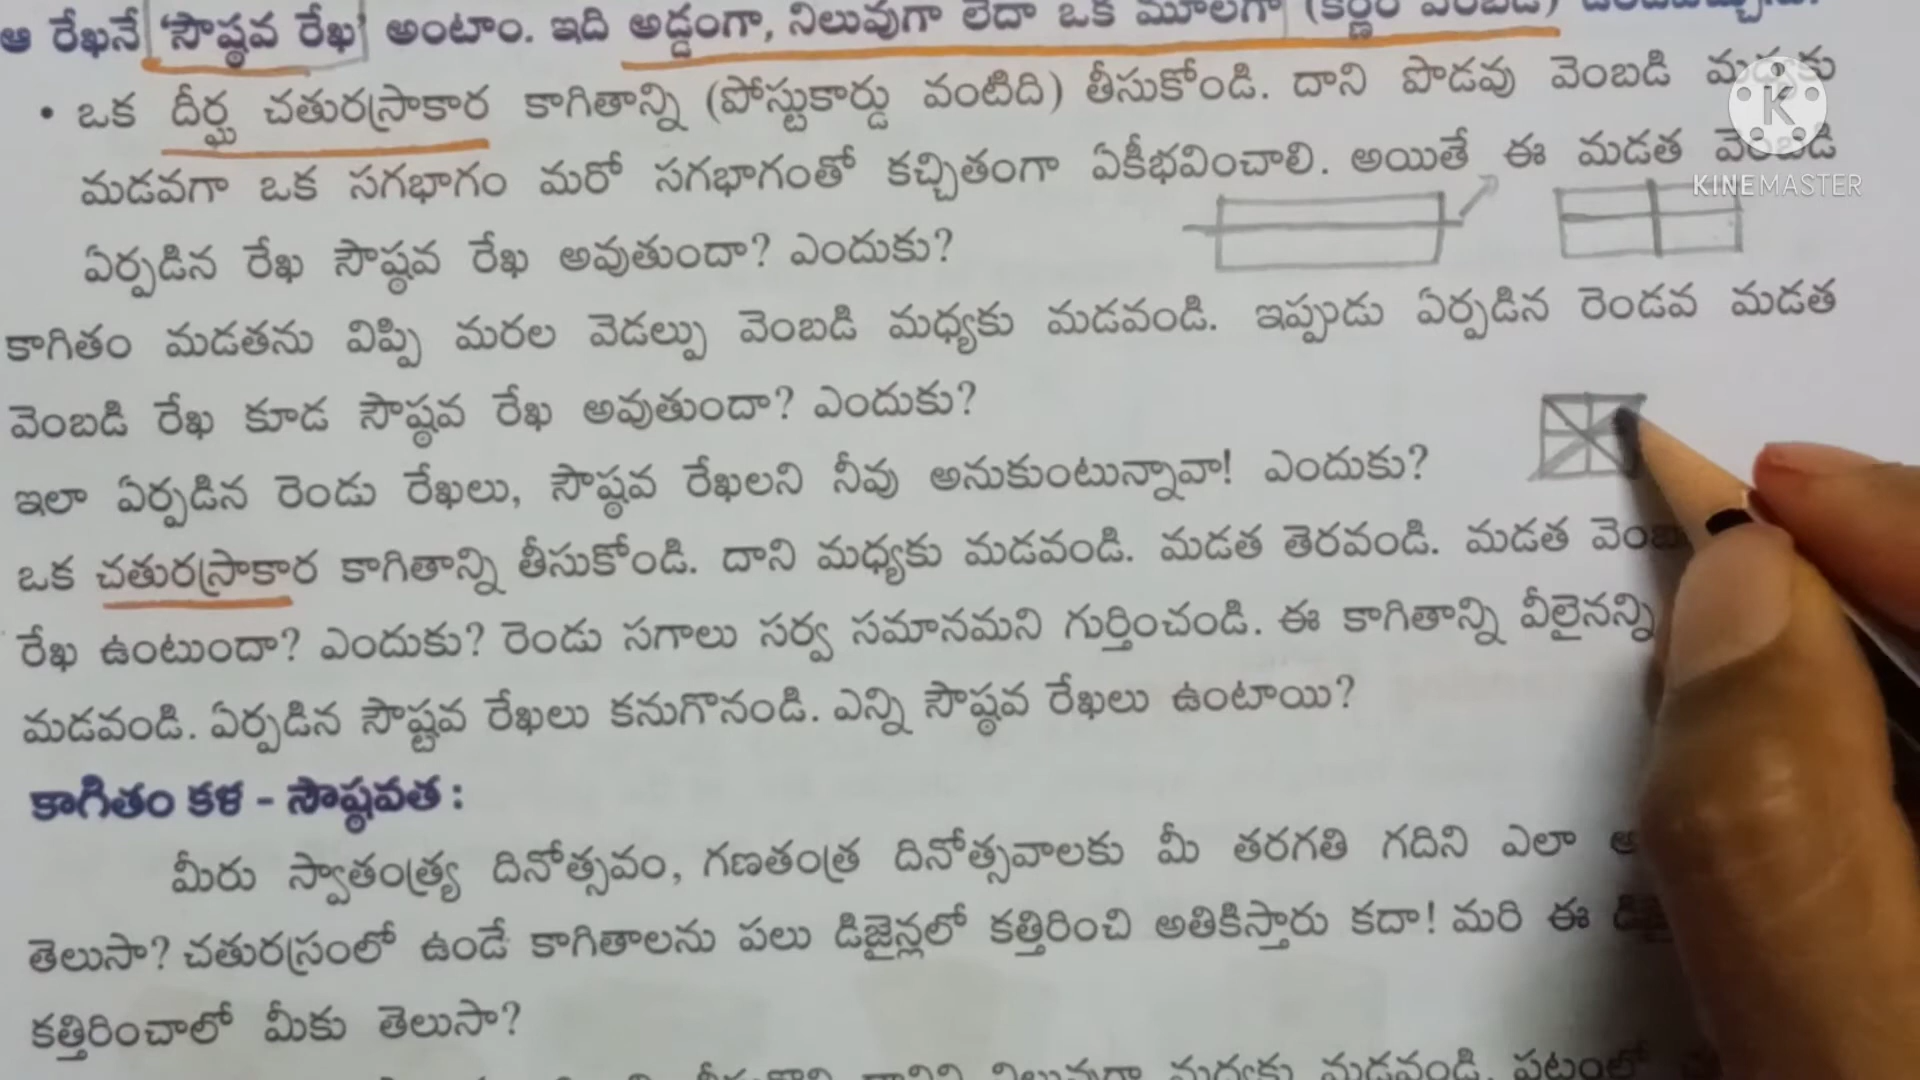 ఆ రేఖనే 'సౌష్ఠవ రేఖ' అంటాం. ఇది అడ్డంగా, నిలువుగా లేదా ఒక మూలగా (కర్ణం వెంబడి)
• ఒక దీర్ఘ చతురస్రాకార కాగితాన్ని (పోస్టుకార్డు వంటిది) తీసుకోండి. దాని పొడవు వెంబడి
KINEMASTER
మడవగా ఒక సగభాగం మరో సగభాగంతో కచ్చితంగా ఏకీభవించాలి. అయితే ఈ మడత వెంబడి
ఏర్పడిన రేఖ సౌష్ఠవ రేఖ అవుతుందా? ఎందుకు?
కాగితం మడతను విప్పి మరల వెడల్పు వెంబడి మధ్యకు మడవండి. ఇప్పుడు ఏర్పడిన రెండవ మడత
వెంబడి రేఖ కూడ సౌష్ఠవ రేఖ అవుతుందా? ఎందుకు?
ఇలా ఏర్పడిన రెండు రేఖలు, సౌష్ఠవ రేఖలని నీవు అనుకుంటున్నావా! ఎందుకు?
ఒక చతురస్రాకార కాగితాన్ని తీసుకోండి. దాని మధ్యకు మడవండి. మడత తెరవండి. మడత
రేఖ ఉంటుందా? ఎందుకు? రెండు సగాలు సర్వ సమానమని గుర్తించండి. ఈ కాగితాన్ని వీలైనన్ని
మడవండి. ఏర్పడిన సౌష్టవ రేఖలు కనుగొనండి. ఎన్ని సౌష్ఠవ రేఖలు ఉంటాయి?
కాగితం కళ - సౌష్ఠవత :
మీరు స్వాతంత్ర్య దినోత్సవం, గణతంత్ర దినోత్సవాలకు మీ తరగతి గదిని ఎలా
తెలుసా? చతురస్రంలో ఉండే కాగితాలను పలు డిజైన్లలో కత్తిరించి అతికిస్తారు కదా! మరి ఈ
కత్తిరించాలో మీకు తెలుసా?